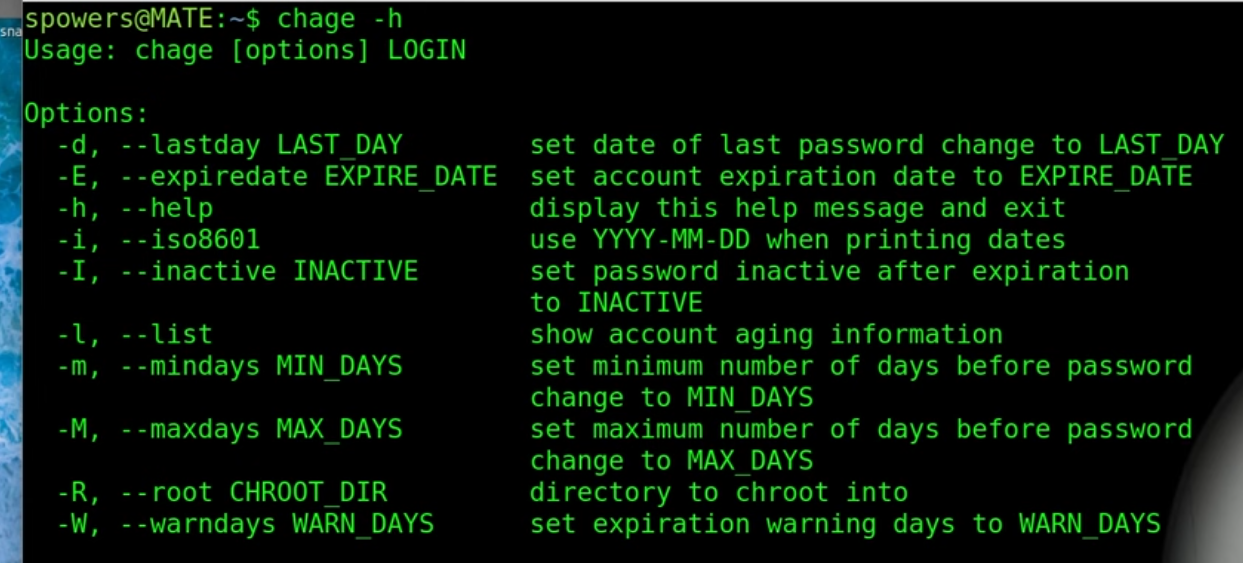 spowers@MATE:~$ chage -h
sna
Usage: chage [options] LOGIN
Options:
-d, --lastday LAST_DAY set date of last password change to LAST_DAY
-E, --expiredate EXPIRE_DATE set account expiration date to EXPIRE_DATE
-h, --help display this help message and exit
-i, --iso8601 use YYYY-MM-DD when printing dates
-I, --inactive INACTIVE set password inactive after expiration
to INACTIVE
-l, --list show account aging information
-m, --mindays MIN_DAYS set minimum number of days before password
change to MIN_DAYS
-M, --maxdays MAX_DAYS set maximum number of days before password
change to MAX_DAYS
-R, --root CHROOT_DIR directory to chroot into
-W, --warndays WARN_DAYS set expiration warning days to WARN_DAYS